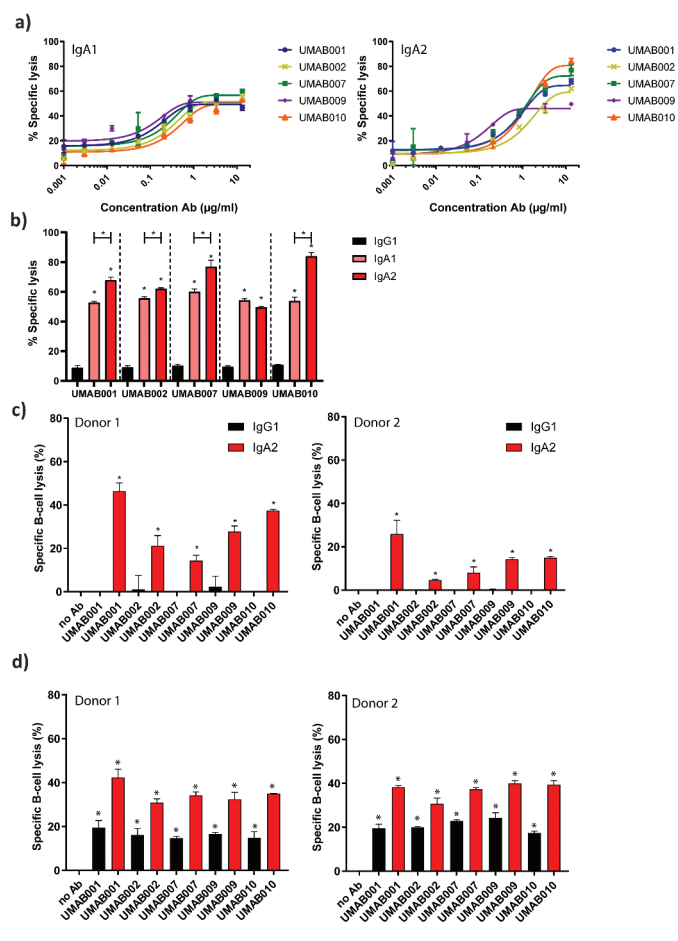 a)
IgA1
% Specific lysis
100
80
60
40
20
0
0.001
0.01
0.1
1
10
Concentration Ab (μg/ml)
UMAB001
UMAB002
UMAB007
UMAB009
UMAB010
IgA2
% Specific lysis
100
80
60
40
20
0
0.001
0.01
0.1
1
10
Concentration Ab (μg/ml)
UMAB001
UMAB002
UMAB007
UMAB009
UMAB010
b)
% Specific lysis
100
80
60
40
20
0
* * * *
* * * * * * * * * *
UMAB001 UMAB002 UMAB007 UMAB009 UMAB010
IgG1
IgA1
IgA2
c)
Donor 1
Specific B-cell lysis (%)
80
60
40
20
0
IgG1
IgA2
* * * * *
no Ab
UMAB001
UMAB001
UMAB002
UMAB002
UMAB007
UMAB007
UMAB009
UMAB009
UMAB010
UMAB010
Donor 2
Specific B-cell lysis (%)
80
60
40
20
0
IgG1
IgA2
* * * * *
no Ab
UMAB001
UMAB001
UMAB002
UMAB002
UMAB007
UMAB007
UMAB009
UMAB009
UMAB010
UMAB010
d)
Donor 1
Specific B-cell lysis (%)
80
60
40
20
0
* * * * * * * * * *
no Ab
UMAB001
UMAB001
UMAB002
UMAB002
UMAB007
UMAB007
UMAB009
UMAB009
UMAB010
UMAB010
Donor 2
Specific B-cell lysis (%)
80
60
40
20
0
* * * * * * * * * *
no Ab
UMAB001
UMAB001
UMAB002
UMAB002
UMAB007
UMAB007
UMAB009
UMAB009
UMAB010
UMAB010